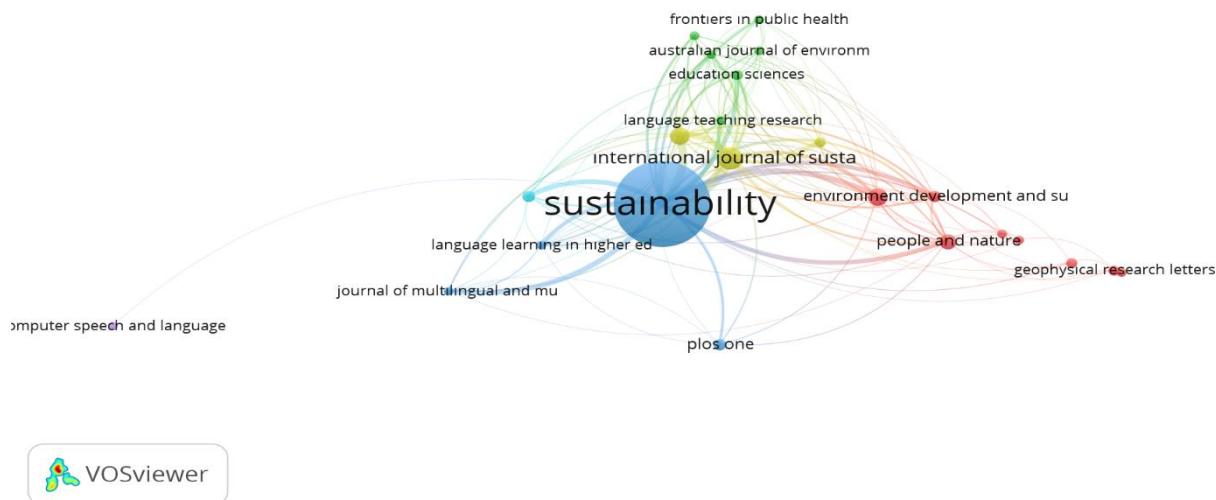 frontiers in public health
australian journal of environm
education sciences
language teaching research
international journal of susta
sustainability
environment development and su
language learning in higher ed
people and nature
geophysical research letters
journal of multilingual and mu
omputer speech and language
plos one
VOSviewer